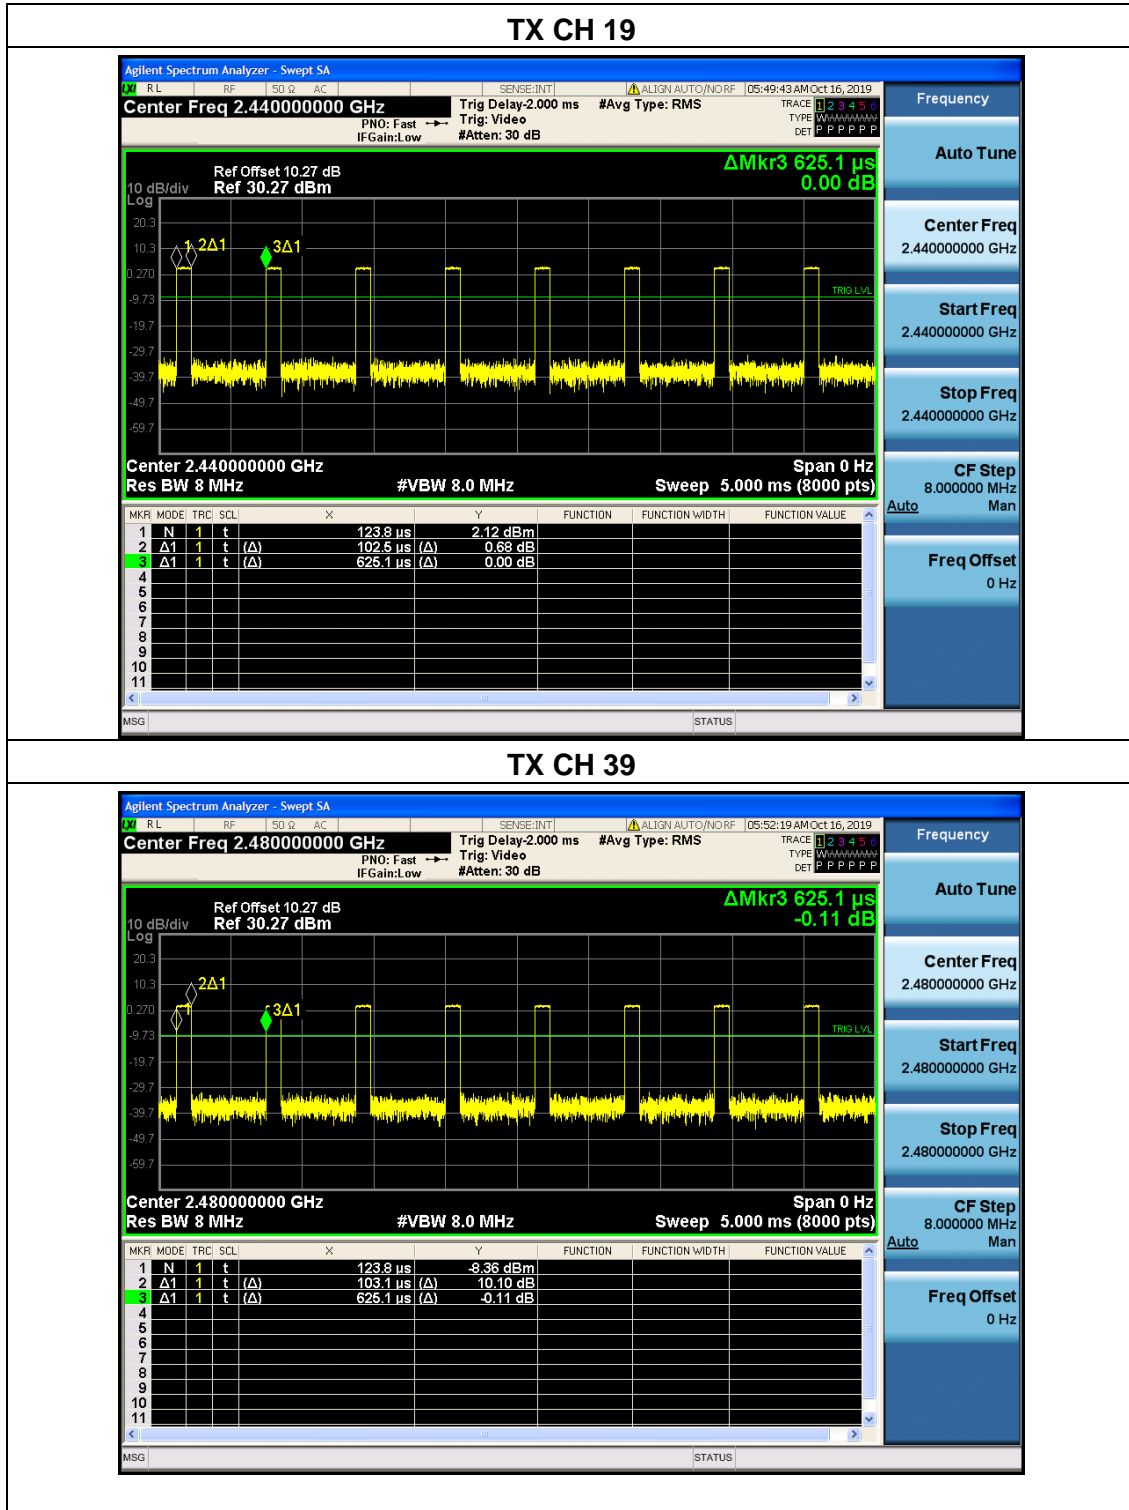 TX CH 19
Agilent Spectrum Analyzer - Swept SA
LXI RL RF 50 Ω AC SENSE:INT ALIGN AUTO/NO RF 05:49:43 AM Oct 16, 2019
Center Freq 2.440000000 GHz Trig Delay-2.000 ms #Avg Type: RMS TRACE 1 2 3 4 5 6
PNO: Fast Trig: Video TYPE WWWWWW
IFGain:Low #Atten: 30 dB DET P P P P P P
Frequency
Auto Tune
Center Freq
2.440000000 GHz
Start Freq
2.440000000 GHz
Stop Freq
2.440000000 GHz
CF Step
8.000000 MHz
Auto Man
Freq Offset
0 Hz
ΔMkr3 625.1 µs
0.00 dB
Ref Offset 10.27 dB
10 dB/div Ref 30.27 dBm
Log
20.3
10.3
0.270
-9.73
-19.7
-29.7
-39.7
-49.7
-59.7
1 2Δ1 3Δ1
TRIG LVL
Center 2.440000000 GHz Span 0 Hz
Res BW 8 MHz #VBW 8.0 MHz Sweep 5.000 ms (8000 pts)
MKR MODE TRC SCL X Y FUNCTION FUNCTION WIDTH FUNCTION VALUE
1 N 1 t 123.8 µs 2.12 dBm
2 Δ1 1 t (Δ) 102.5 µs (Δ) 0.68 dB
3 Δ1 1 t (Δ) 625.1 µs (Δ) 0.00 dB
4
5
6
7
8
9
10
11
MSG STATUS
TX CH 39
Agilent Spectrum Analyzer - Swept SA
LXI RL RF 50 Ω AC SENSE:INT ALIGN AUTO/NO RF 05:52:19 AM Oct 16, 2019
Center Freq 2.480000000 GHz Trig Delay-2.000 ms #Avg Type: RMS TRACE 1 2 3 4 5 6
PNO: Fast Trig: Video TYPE WWWWWW
IFGain:Low #Atten: 30 dB DET P P P P P P
Frequency
Auto Tune
Center Freq
2.480000000 GHz
Start Freq
2.480000000 GHz
Stop Freq
2.480000000 GHz
CF Step
8.000000 MHz
Auto Man
Freq Offset
0 Hz
ΔMkr3 625.1 µs
-0.11 dB
Ref Offset 10.27 dB
10 dB/div Ref 30.27 dBm
Log
20.3
10.3
0.270
-9.73
-19.7
-29.7
-39.7
-49.7
-59.7
1 2Δ1 3Δ1
TRIG LVL
Center 2.480000000 GHz Span 0 Hz
Res BW 8 MHz #VBW 8.0 MHz Sweep 5.000 ms (8000 pts)
MKR MODE TRC SCL X Y FUNCTION FUNCTION WIDTH FUNCTION VALUE
1 N 1 t 123.8 µs -8.36 dBm
2 Δ1 1 t (Δ) 103.1 µs (Δ) 10.10 dB
3 Δ1 1 t (Δ) 625.1 µs (Δ) -0.11 dB
4
5
6
7
8
9
10
11
MSG STATUS